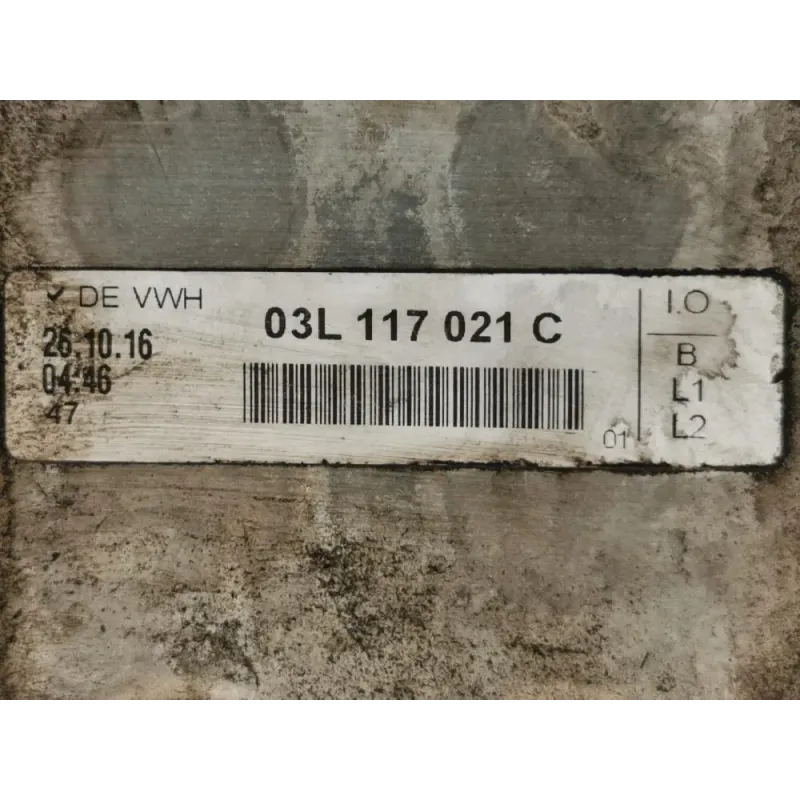 ✓ DE VWH
26.10.16
04:46
47
03L 117 021 C
01
I.O
B
L1
L2